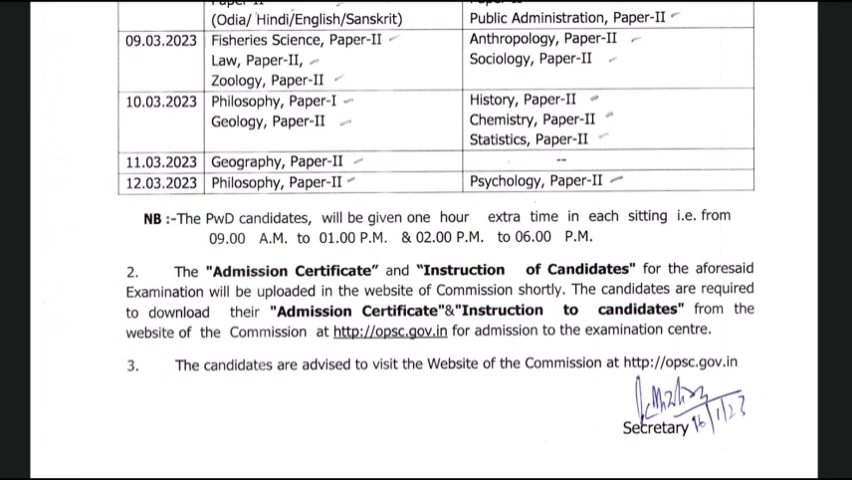 (Odia/ Hindi/English/Sanskrit) Public Administration, Paper-II
09.03.2023 Fisheries Science, Paper-II Anthropology, Paper-II
Law, Paper-II, Sociology, Paper-II
Zoology, Paper-II
10.03.2023 Philosophy, Paper-I History, Paper-II
Geology, Paper-II Chemistry, Paper-II
Statistics, Paper-II
11.03.2023 Geography, Paper-II --
12.03.2023 Philosophy, Paper-II Psychology, Paper-II
NB :-The PwD candidates, will be given one hour extra time in each sitting i.e. from
09.00 A.M. to 01.00 P.M. & 02.00 P.M. to 06.00 P.M.
2. The "Admission Certificate" and "Instruction of Candidates" for the aforesaid
Examination will be uploaded in the website of Commission shortly. The candidates are required
to download their "Admission Certificate"&"Instruction to candidates" from the
website of the Commission at http://opsc.gov.in for admission to the examination centre.
3. The candidates are advised to visit the Website of the Commission at http://opsc.gov.in
Secretary 16/1/23